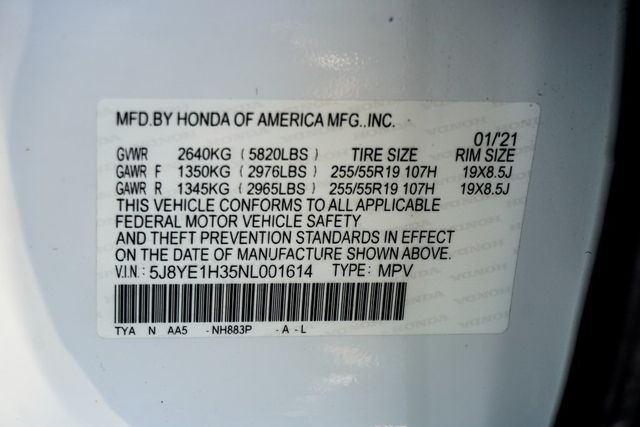 MFD.BY HONDA OF AMERICA MFG.,INC.
01/'21
GVWR 2640KG (5820LBS) TIRE SIZE RIM SIZE
GAWR F 1350KG (2976LBS) 255/55R19 107H 19X8.5J
GAWR R 1345KG (2965LBS) 255/55R19 107H 19X8.5J
THIS VEHICLE CONFORMS TO ALL APPLICABLE
FEDERAL MOTOR VEHICLE SAFETY
AND THEFT PREVENTION STANDARDS IN EFFECT
ON THE DATE OF MANUFACTURE SHOWN ABOVE.
V.I.N.: 5J8YE1H35NL001614 TYPE: MPV
TYA N AA5 -NH883P -A-L